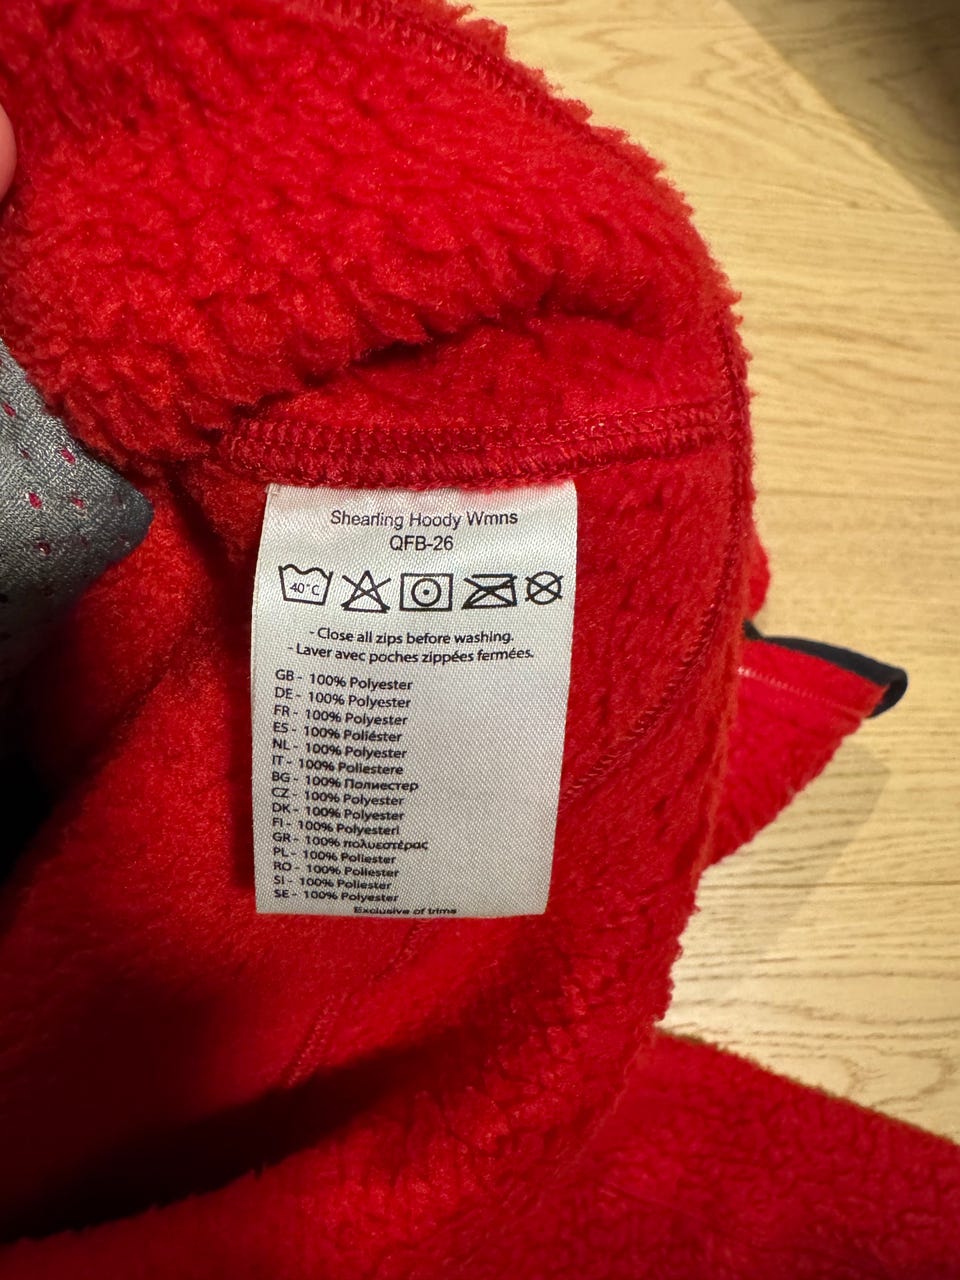 Shearling Hoody Wmns
QFB-26
40°C
- Close all zips before washing.
- Laver avec poches zippées fermées.
GB - 100% Polyester
DE - 100% Polyester
FR - 100% Polyester
ES - 100% Poliéster
NL - 100% Polyester
IT - 100% Poliestere
BG - 100% Полиестер
CZ - 100% Polyester
DK - 100% Polyester
FI - 100% Polyesteri
GR - 100% πολυεστέρας
PL - 100% Poliester
RO - 100% Poliester
SI - 100% Poliester
SE - 100% Polyester
Exclusive of trims